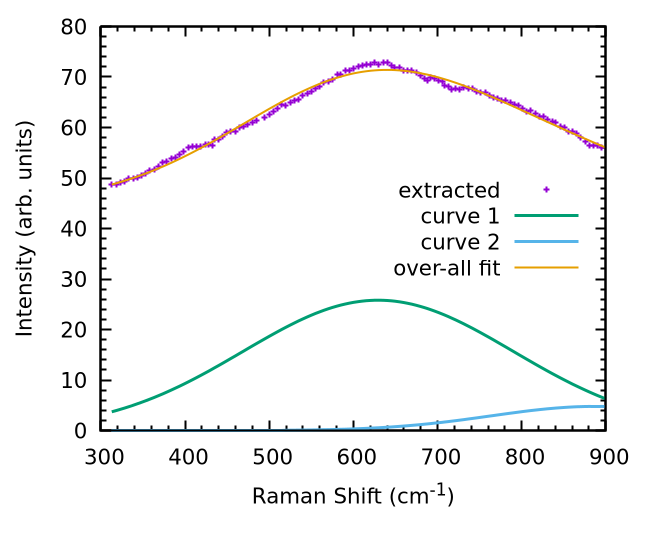 80
70
60
50
40
30
20
10
0
Intensity (arb. units)
extracted
curve 1
curve 2
over-all fit
300 400 500 600 700 800 900
Raman Shift (cm-1)